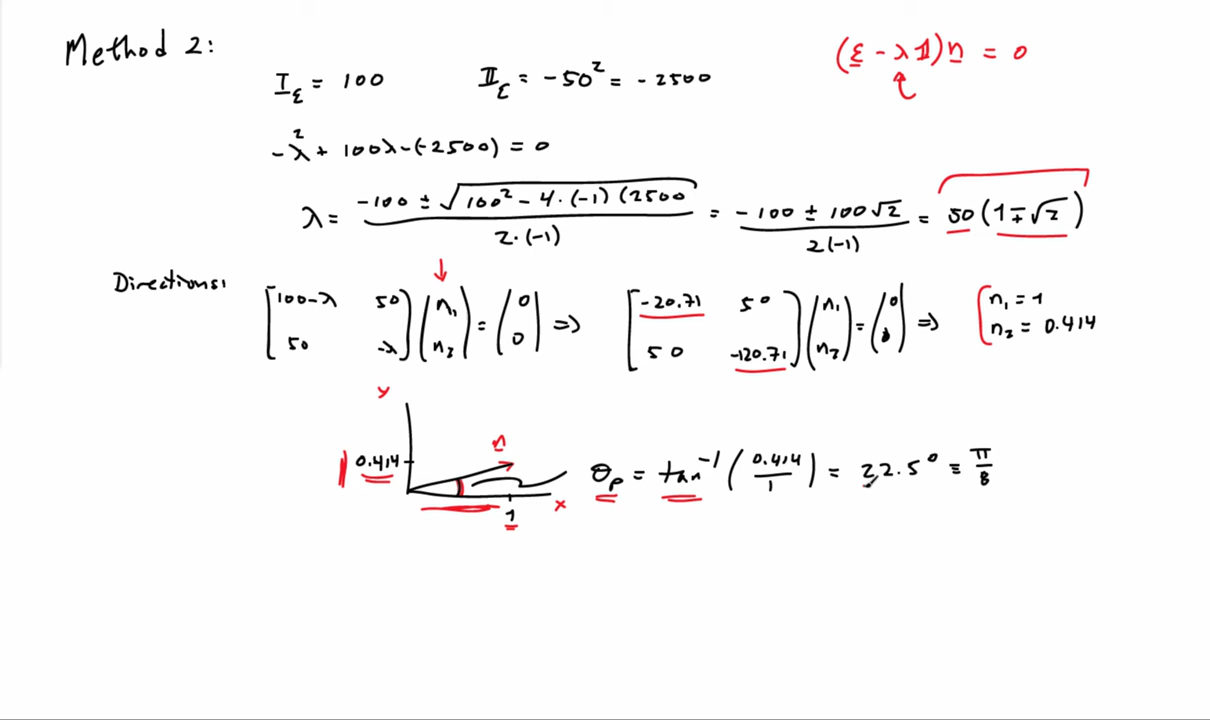 Method 2:
(ε - λ 𝟙) n = 0
I_ε = 100    II_ε = -50² = -2500
-λ² + 100λ - (-2500) = 0
λ = (-100 ± √(100² - 4·(-1)(2500)) / (2·(-1)) = (-100 ± 100√2) / (2(-1)) = 50(1 ∓ √2)
Directions:
[100-λ 50; 50 -λ] (n₁; n₂) = (0; 0) ⇒ [-20.71 50; 50 -120.71] (n₁; n₂) = (0; 0) ⇒ n₁ = 1
n₂ = 0.414
y
n
0.414
x
1
θ_p = tan⁻¹(0.414 / 1) = 22.5° ≡ π/8